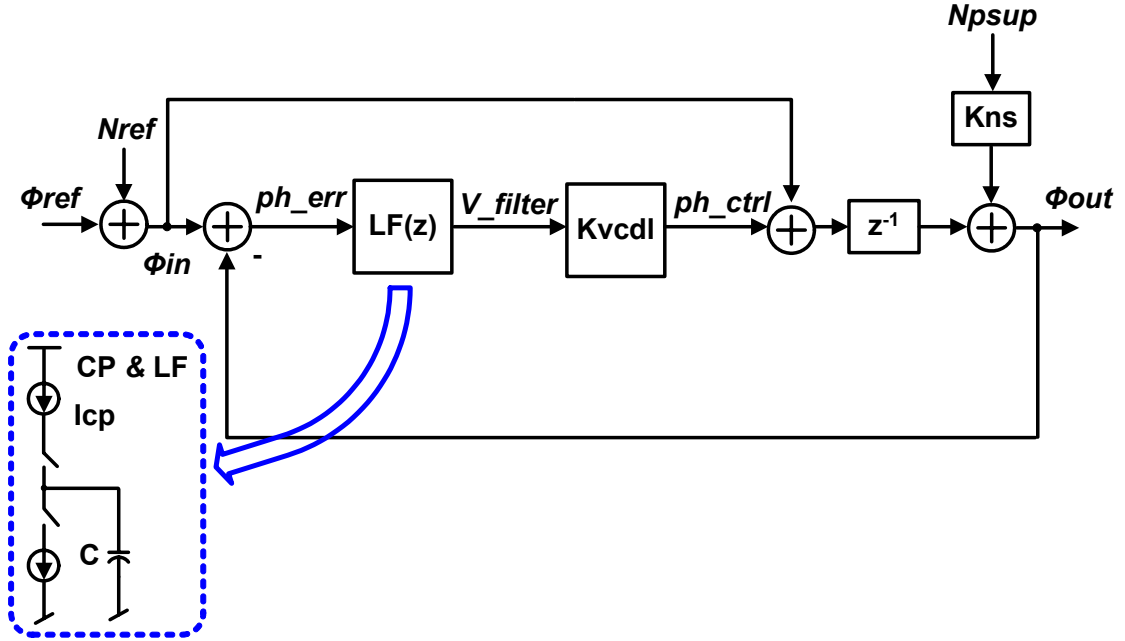 Npsup
Kns
Nref
Φref
Φin
ph_err
LF(z)
V_filter
Kvcdl
ph_ctrl
z-1
Φout
-
CP & LF
Icp
C